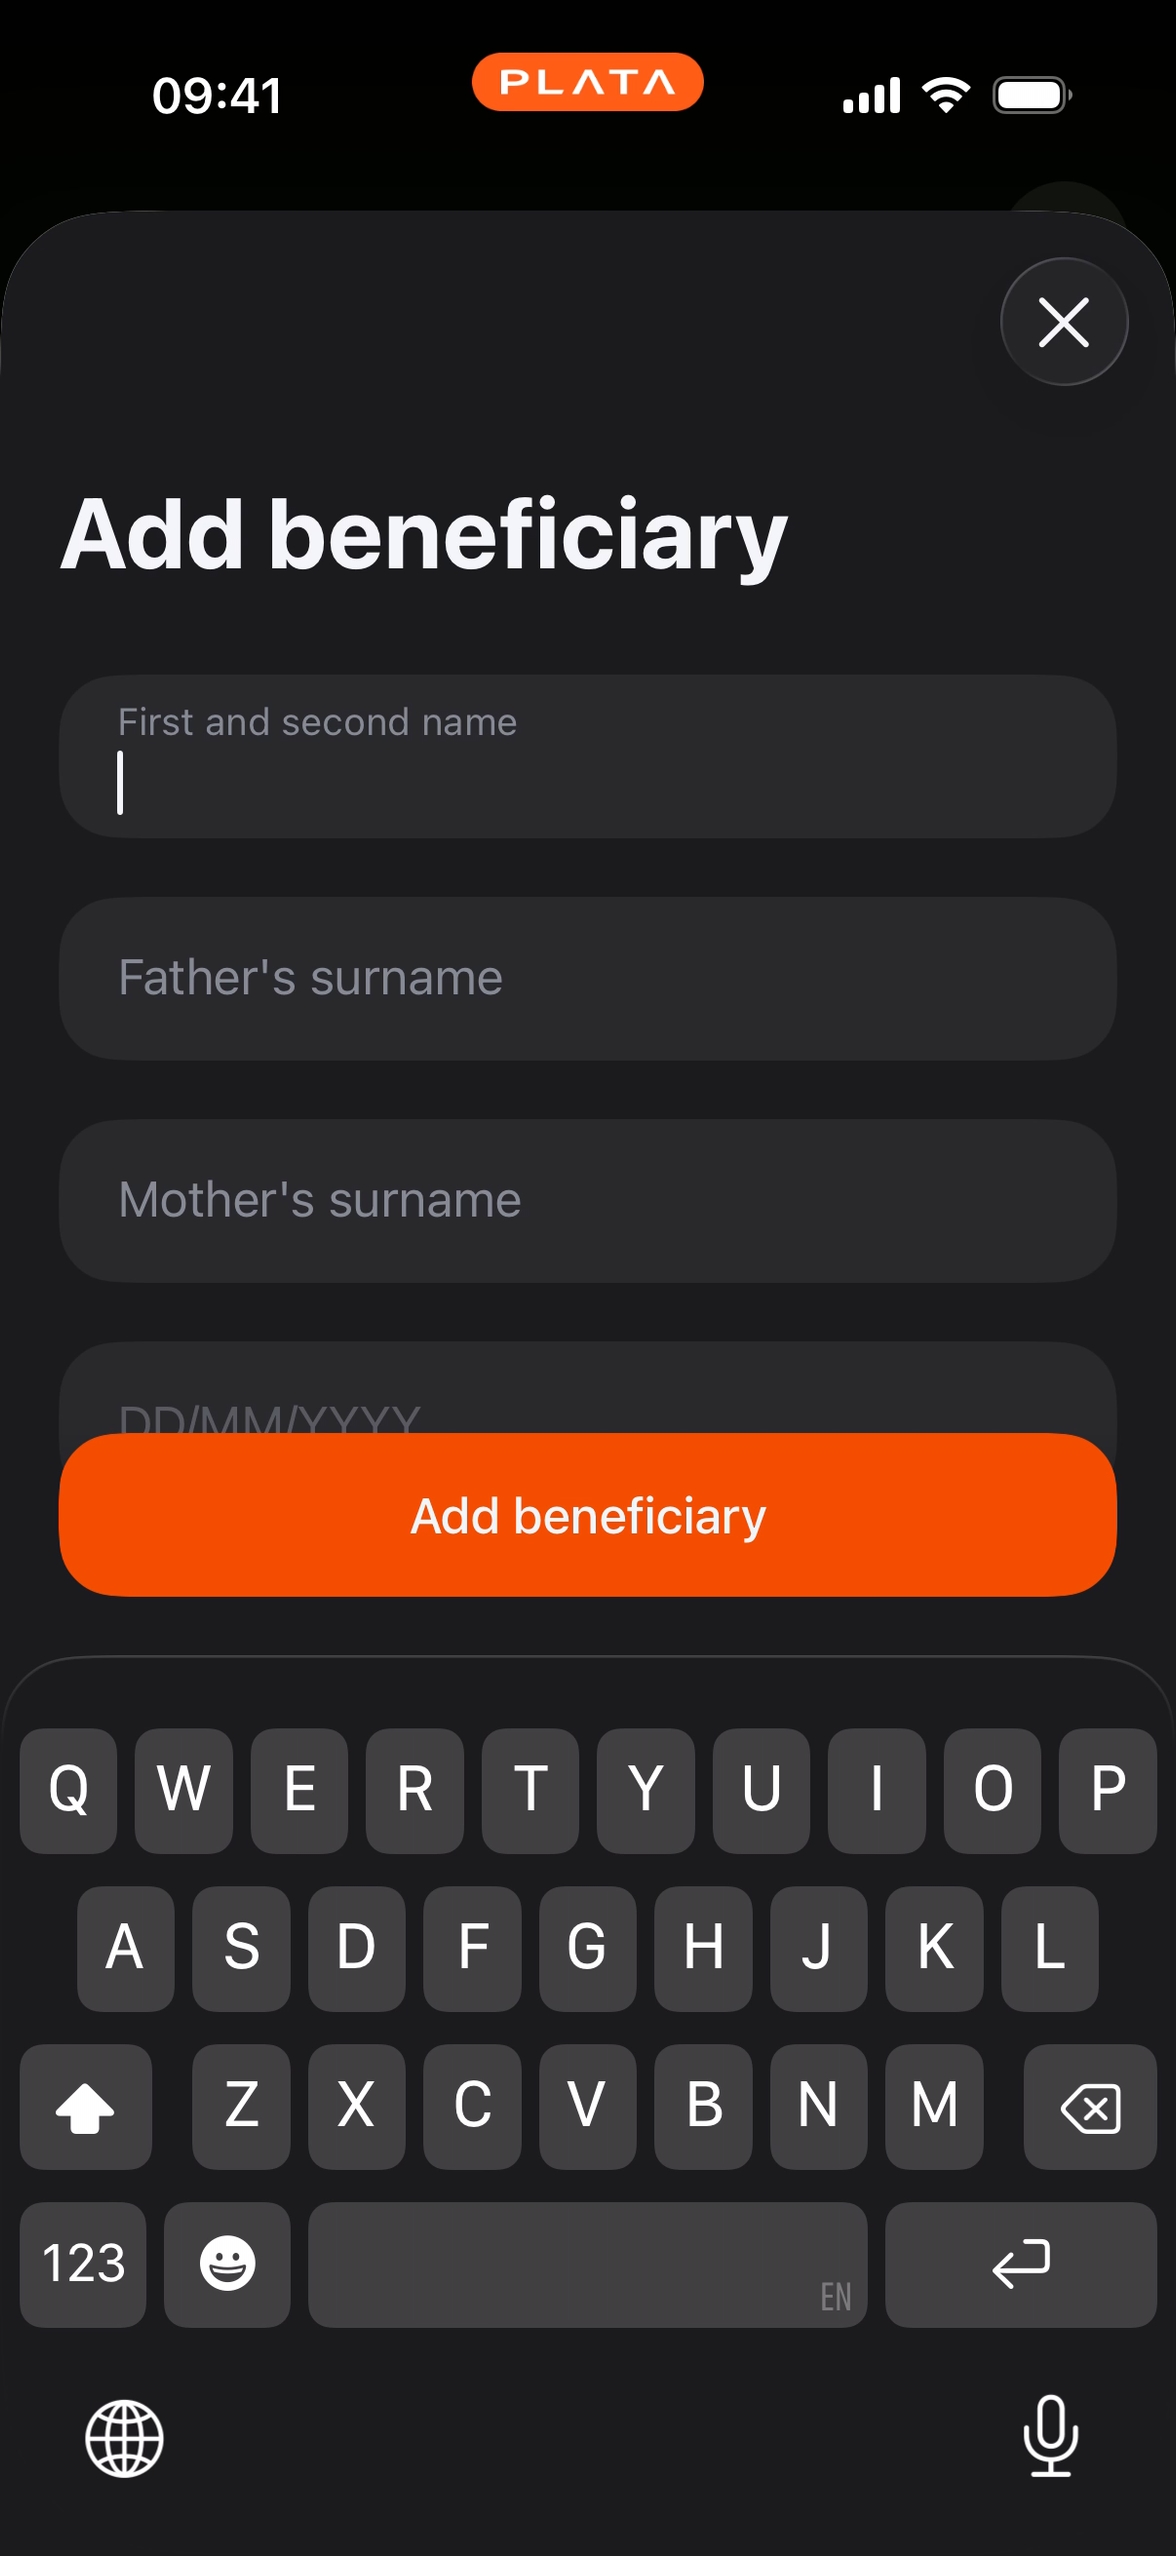 09:41
PLATA
Add beneficiary
First and second name
Father's surname
Mother's surname
DD/MM/YYYY
Add beneficiary
Q W E R T Y U I O P
A S D F G H J K L
Z X C V B N M
123
EN